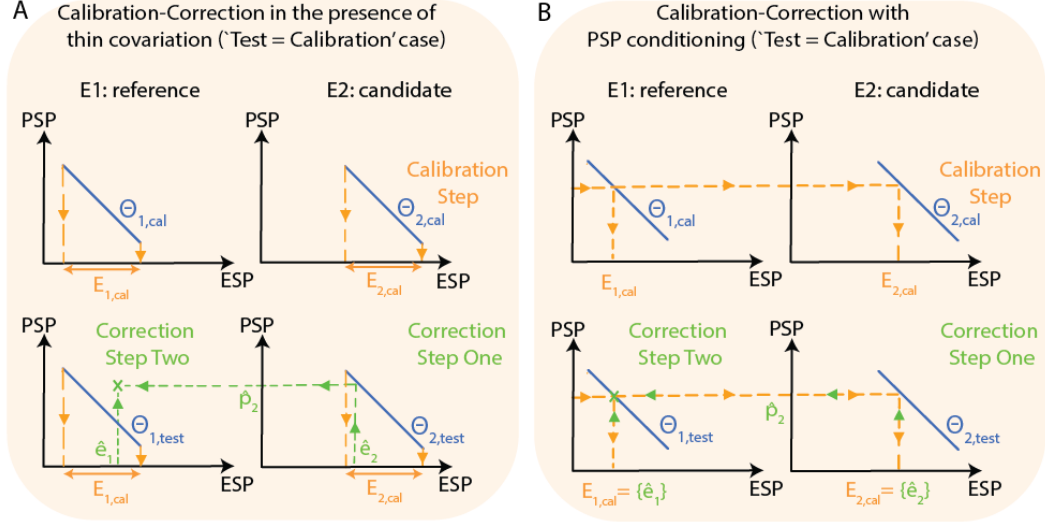 A
Calibration-Correction in the presence of
thin covariation (`Test = Calibration' case)
E1: reference
E2: candidate
PSP
Θ1,cal
E1,cal
ESP
PSP
Calibration
Step
Θ2,cal
E2,cal
ESP
PSP
Correction
Step Two
Θ1,test
ê1
E1,cal
ESP
p̂2
PSP
Correction
Step One
Θ2,test
ê2
E2,cal
ESP
B
Calibration-Correction with
PSP conditioning (`Test = Calibration' case)
E1: reference
E2: candidate
PSP
Θ1,cal
E1,cal
ESP
PSP
Calibration
Step
Θ2,cal
E2,cal
ESP
PSP
Correction
Step Two
Θ1,test
E1,cal= {ê1}
ESP
p̂2
PSP
Correction
Step One
Θ2,test
E2,cal= {ê2}
ESP